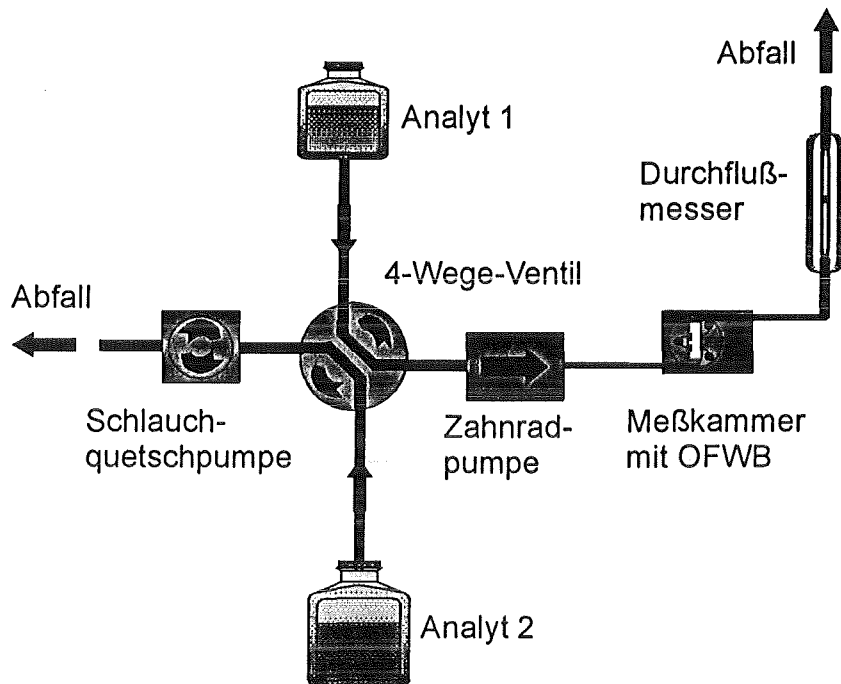 Abfall
Analyt 1
Durchfluß-
messer
4-Wege-Ventil
Abfall
Schlauch-
quetschpumpe
Zahnrad-
pumpe
Meßkammer
mit OFWB
Analyt 2